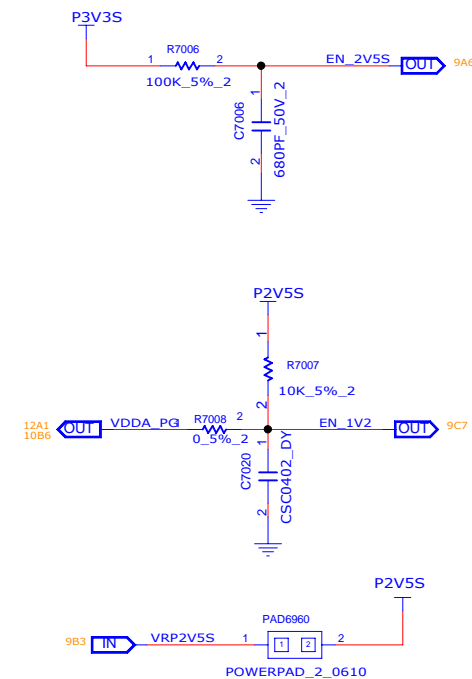 P3V3S
1 R7006 2 EN_2V5S OUT 9A6
100K_5%_2
1
C7006
680PF_50V_2
2
P2V5S
1
R7007
10K_5%_2
2
12A1 OUT VDDA_PG 1 R7008 2 EN_1V2 OUT 9C7
10B6
0_5%_2
1
C7020
CSC0402_DY
2
P2V5S
PAD6960
9B3 IN VRP2V5S 1 1 2 2
POWERPAD_2_0610